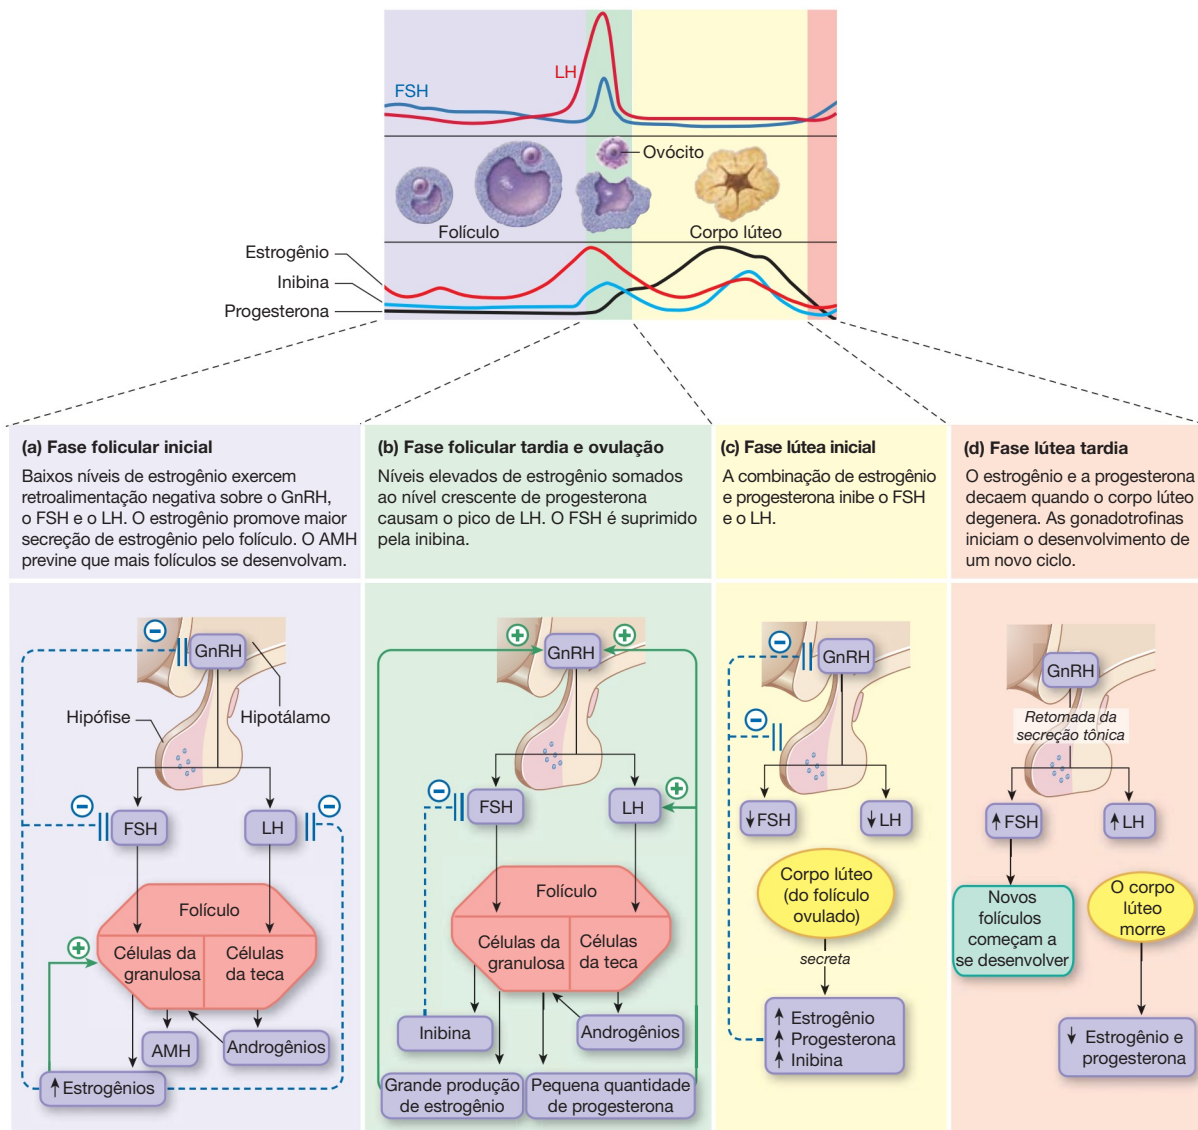 FSH
LH
Ovócito
Folículo
Corpo lúteo
Estrogênio
Inibina
Progesterona
(a) Fase folicular inicial
Baixos níveis de estrogênio exercem
retroalimentação negativa sobre o GnRH,
o FSH e o LH. O estrogênio promove maior
secreção de estrogênio pelo folículo. O AMH
previne que mais folículos se desenvolvam.
(b) Fase folicular tardia e ovulação
Níveis elevados de estrogênio somados
ao nível crescente de progesterona
causam o pico de LH. O FSH é suprimido
pela inibina.
(c) Fase lútea inicial
A combinação de estrogênio
e progesterona inibe o FSH
e o LH.
(d) Fase lútea tardia
O estrogênio e a progesterona
decaem quando o corpo lúteo
degenera. As gonadotrofinas
iniciam o desenvolvimento de
um novo ciclo.
−
GnRH
Hipófise
Hipotálamo
−
FSH
LH
−
Folículo
+
Células da
granulosa
Células
da teca
AMH
Androgênios
↑ Estrogênios
+
GnRH
+
−
FSH
LH
+
Folículo
Células da
granulosa
Células
da teca
Inibina
Androgênios
Grande produção
de estrogênio
Pequena quantidade
de progesterona
−
GnRH
−
↓ FSH
↓ LH
Corpo lúteo
(do folículo
ovulado)
secreta
↑ Estrogênio
↑ Progesterona
↑ Inibina
GnRH
Retomada da
secreção tônica
↑ FSH
↑ LH
Novos
folículos
começam a
se desenvolver
O corpo
lúteo
morre
↓ Estrogênio e
progesterona